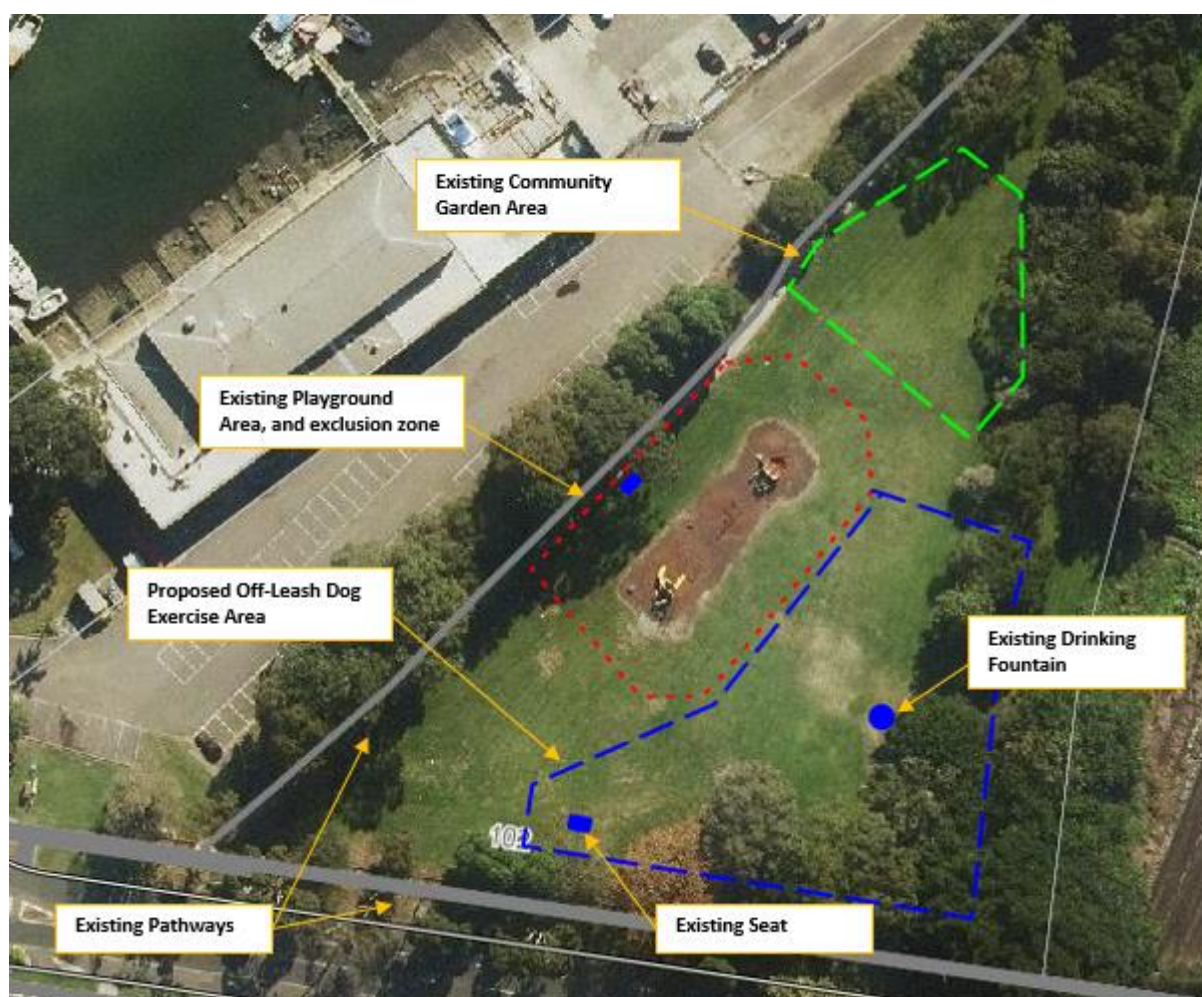 Existing Community
Garden Area
Existing Playground
Area, and exclusion zone
Proposed Off-Leash Dog
Exercise Area
Existing Drinking
Fountain
102
Existing Pathways
Existing Seat